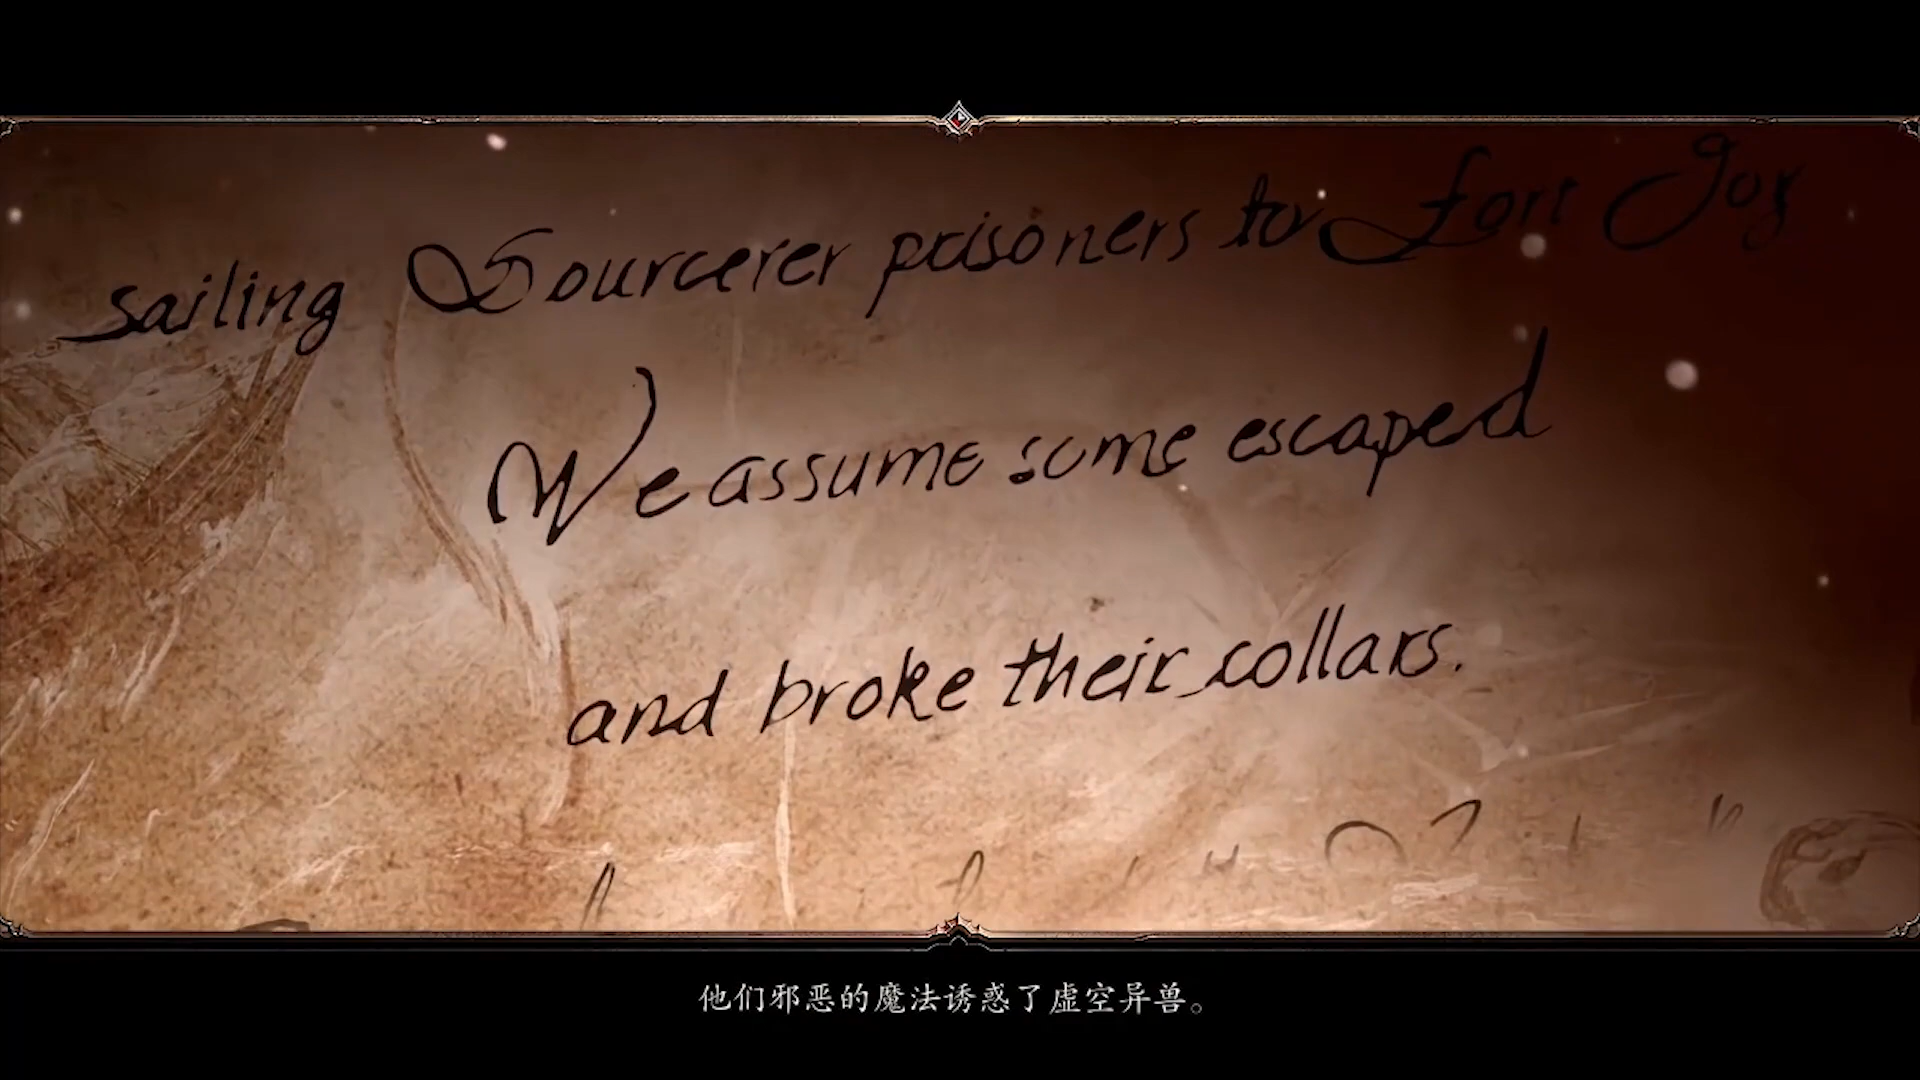 sailing Sourcerer prisoners to Fort Joy
We assume some escaped
and broke their collars.
他们邪恶的魔法诱惑了虚空异兽。